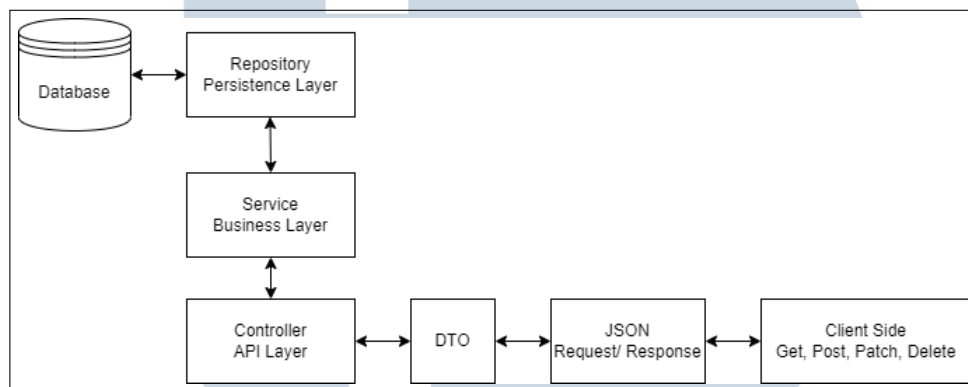 Database
Repository
Persistence Layer
Service
Business Layer
Controller
API Layer
DTO
JSON
Request/ Response
Client Side
Get, Post, Patch, Delete